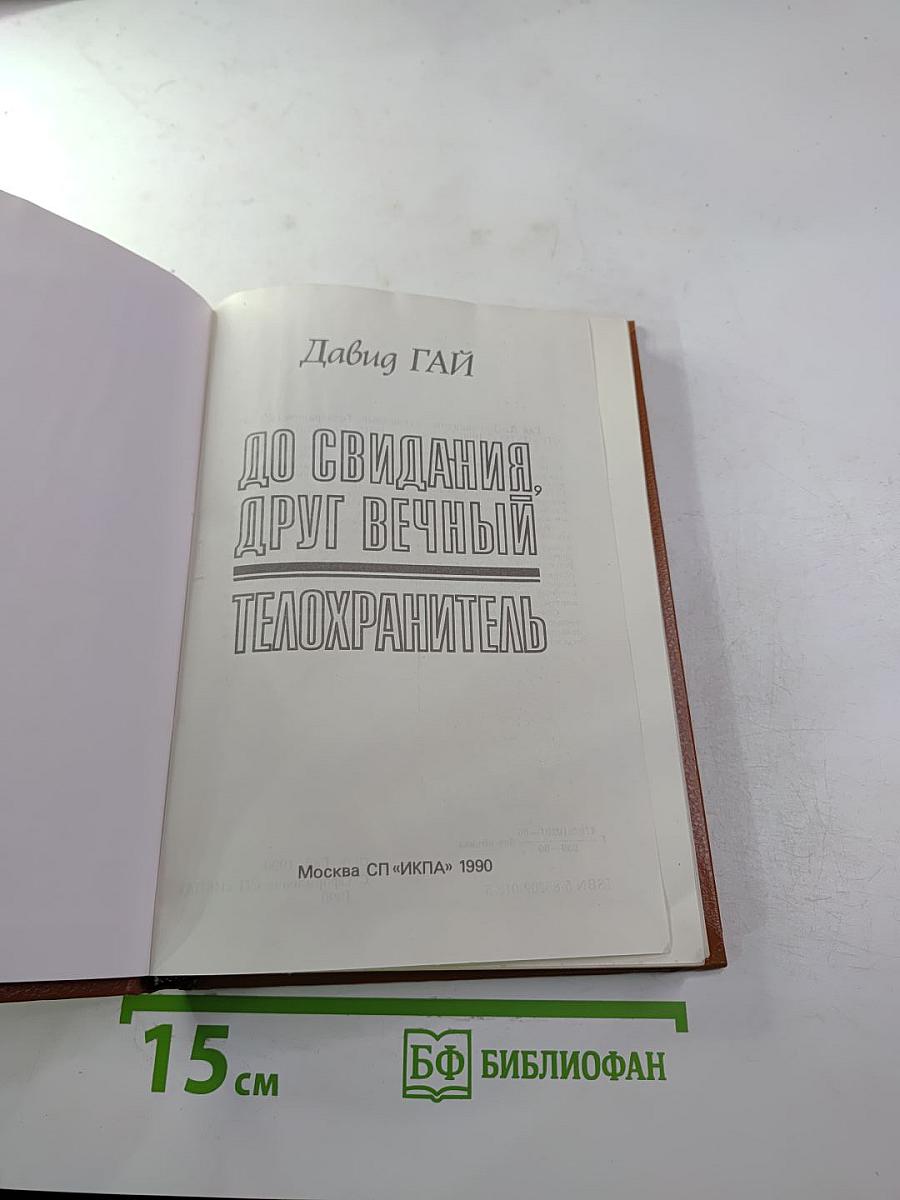 Давид ГАЙ
ДО СВИДАНИЯ,
ДРУГ ВЕЧНЫЙ
ТЕЛОХРАНИТЕЛЬ
Москва СП «ИКПА» 1990
15 см
БФ БИБЛИОФАН